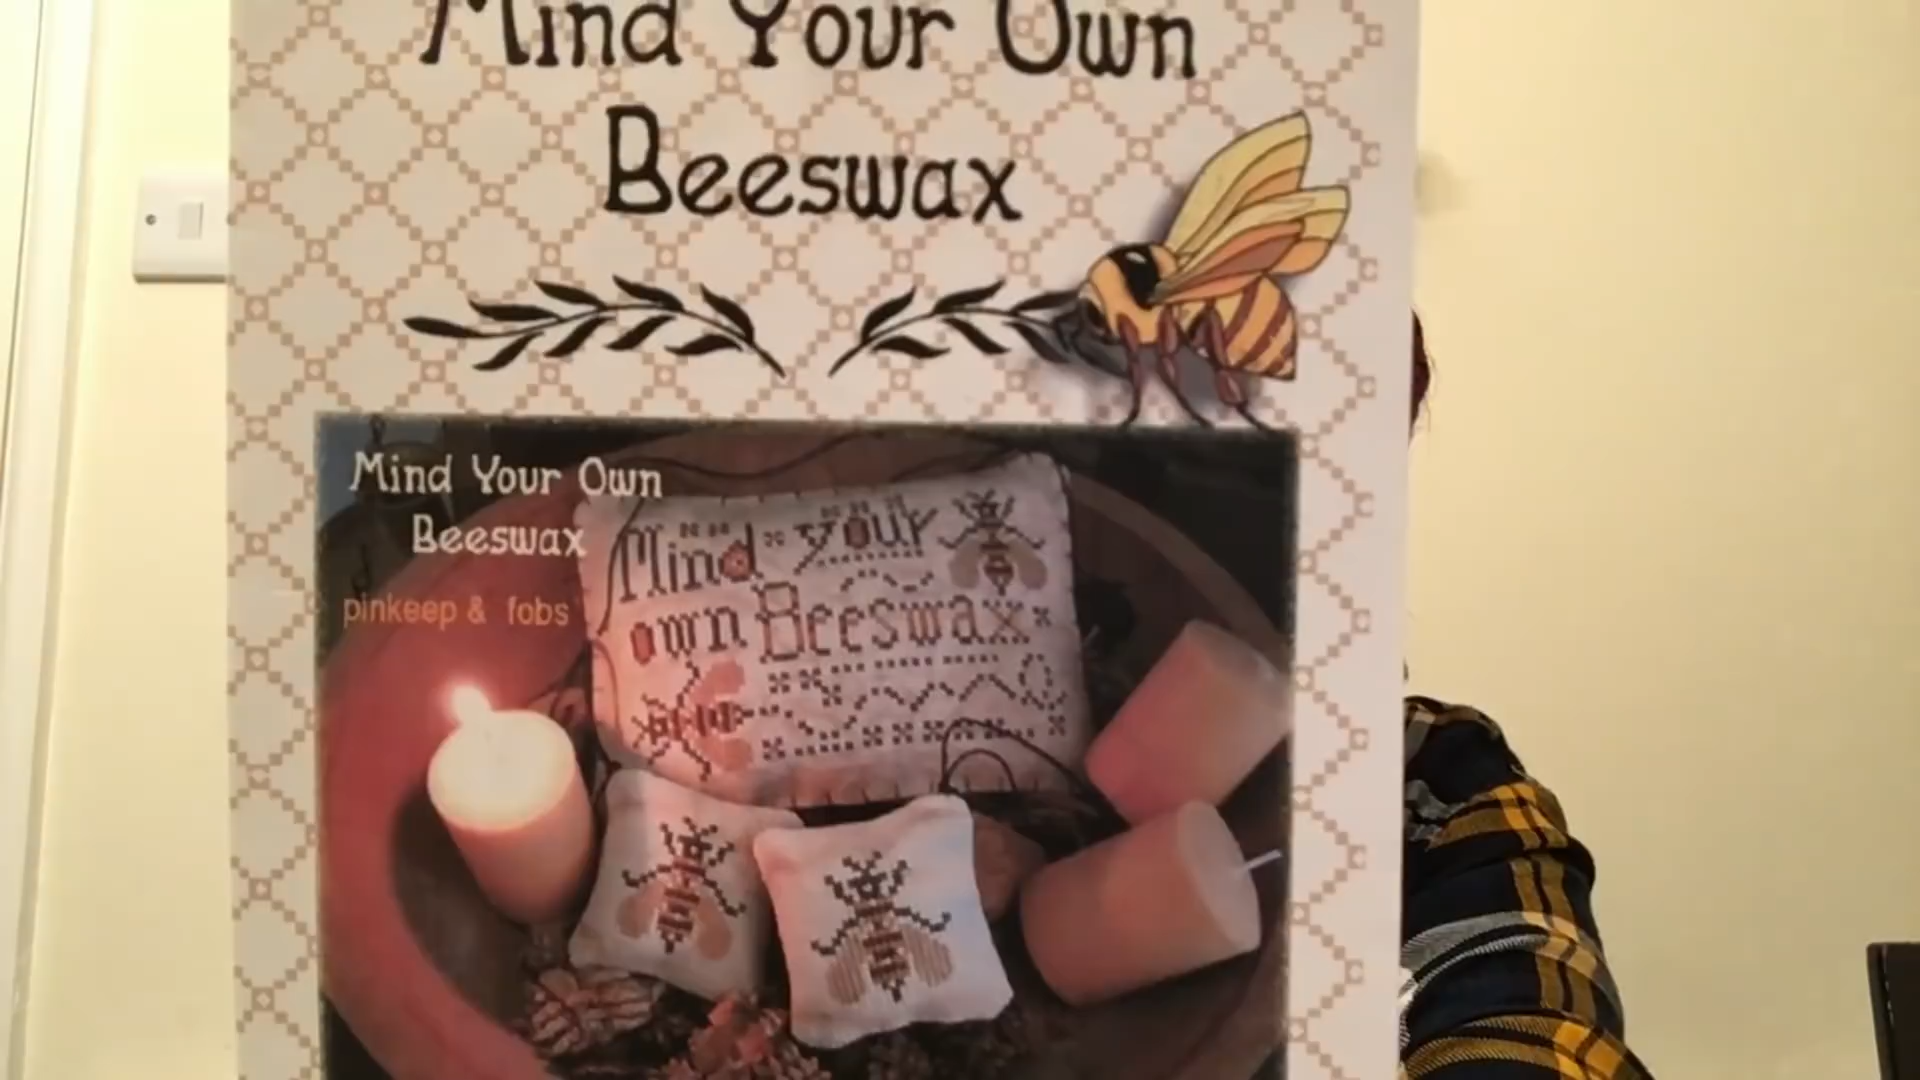 Mind Your Own
Beeswax
Mind Your Own
Beeswax
pinkeep & fobs
Mind your
own Beeswax